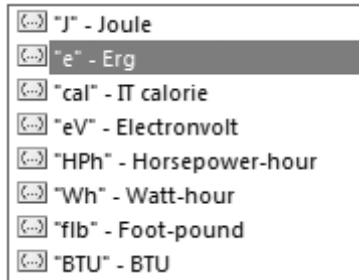 "J" - Joule
"e" - Erg
"cal" - IT calorie
"eV" - Electronvolt
"HPh" - Horsepower-hour
"Wh" - Watt-hour
"flb" - Foot-pound
"BTU" - BTU